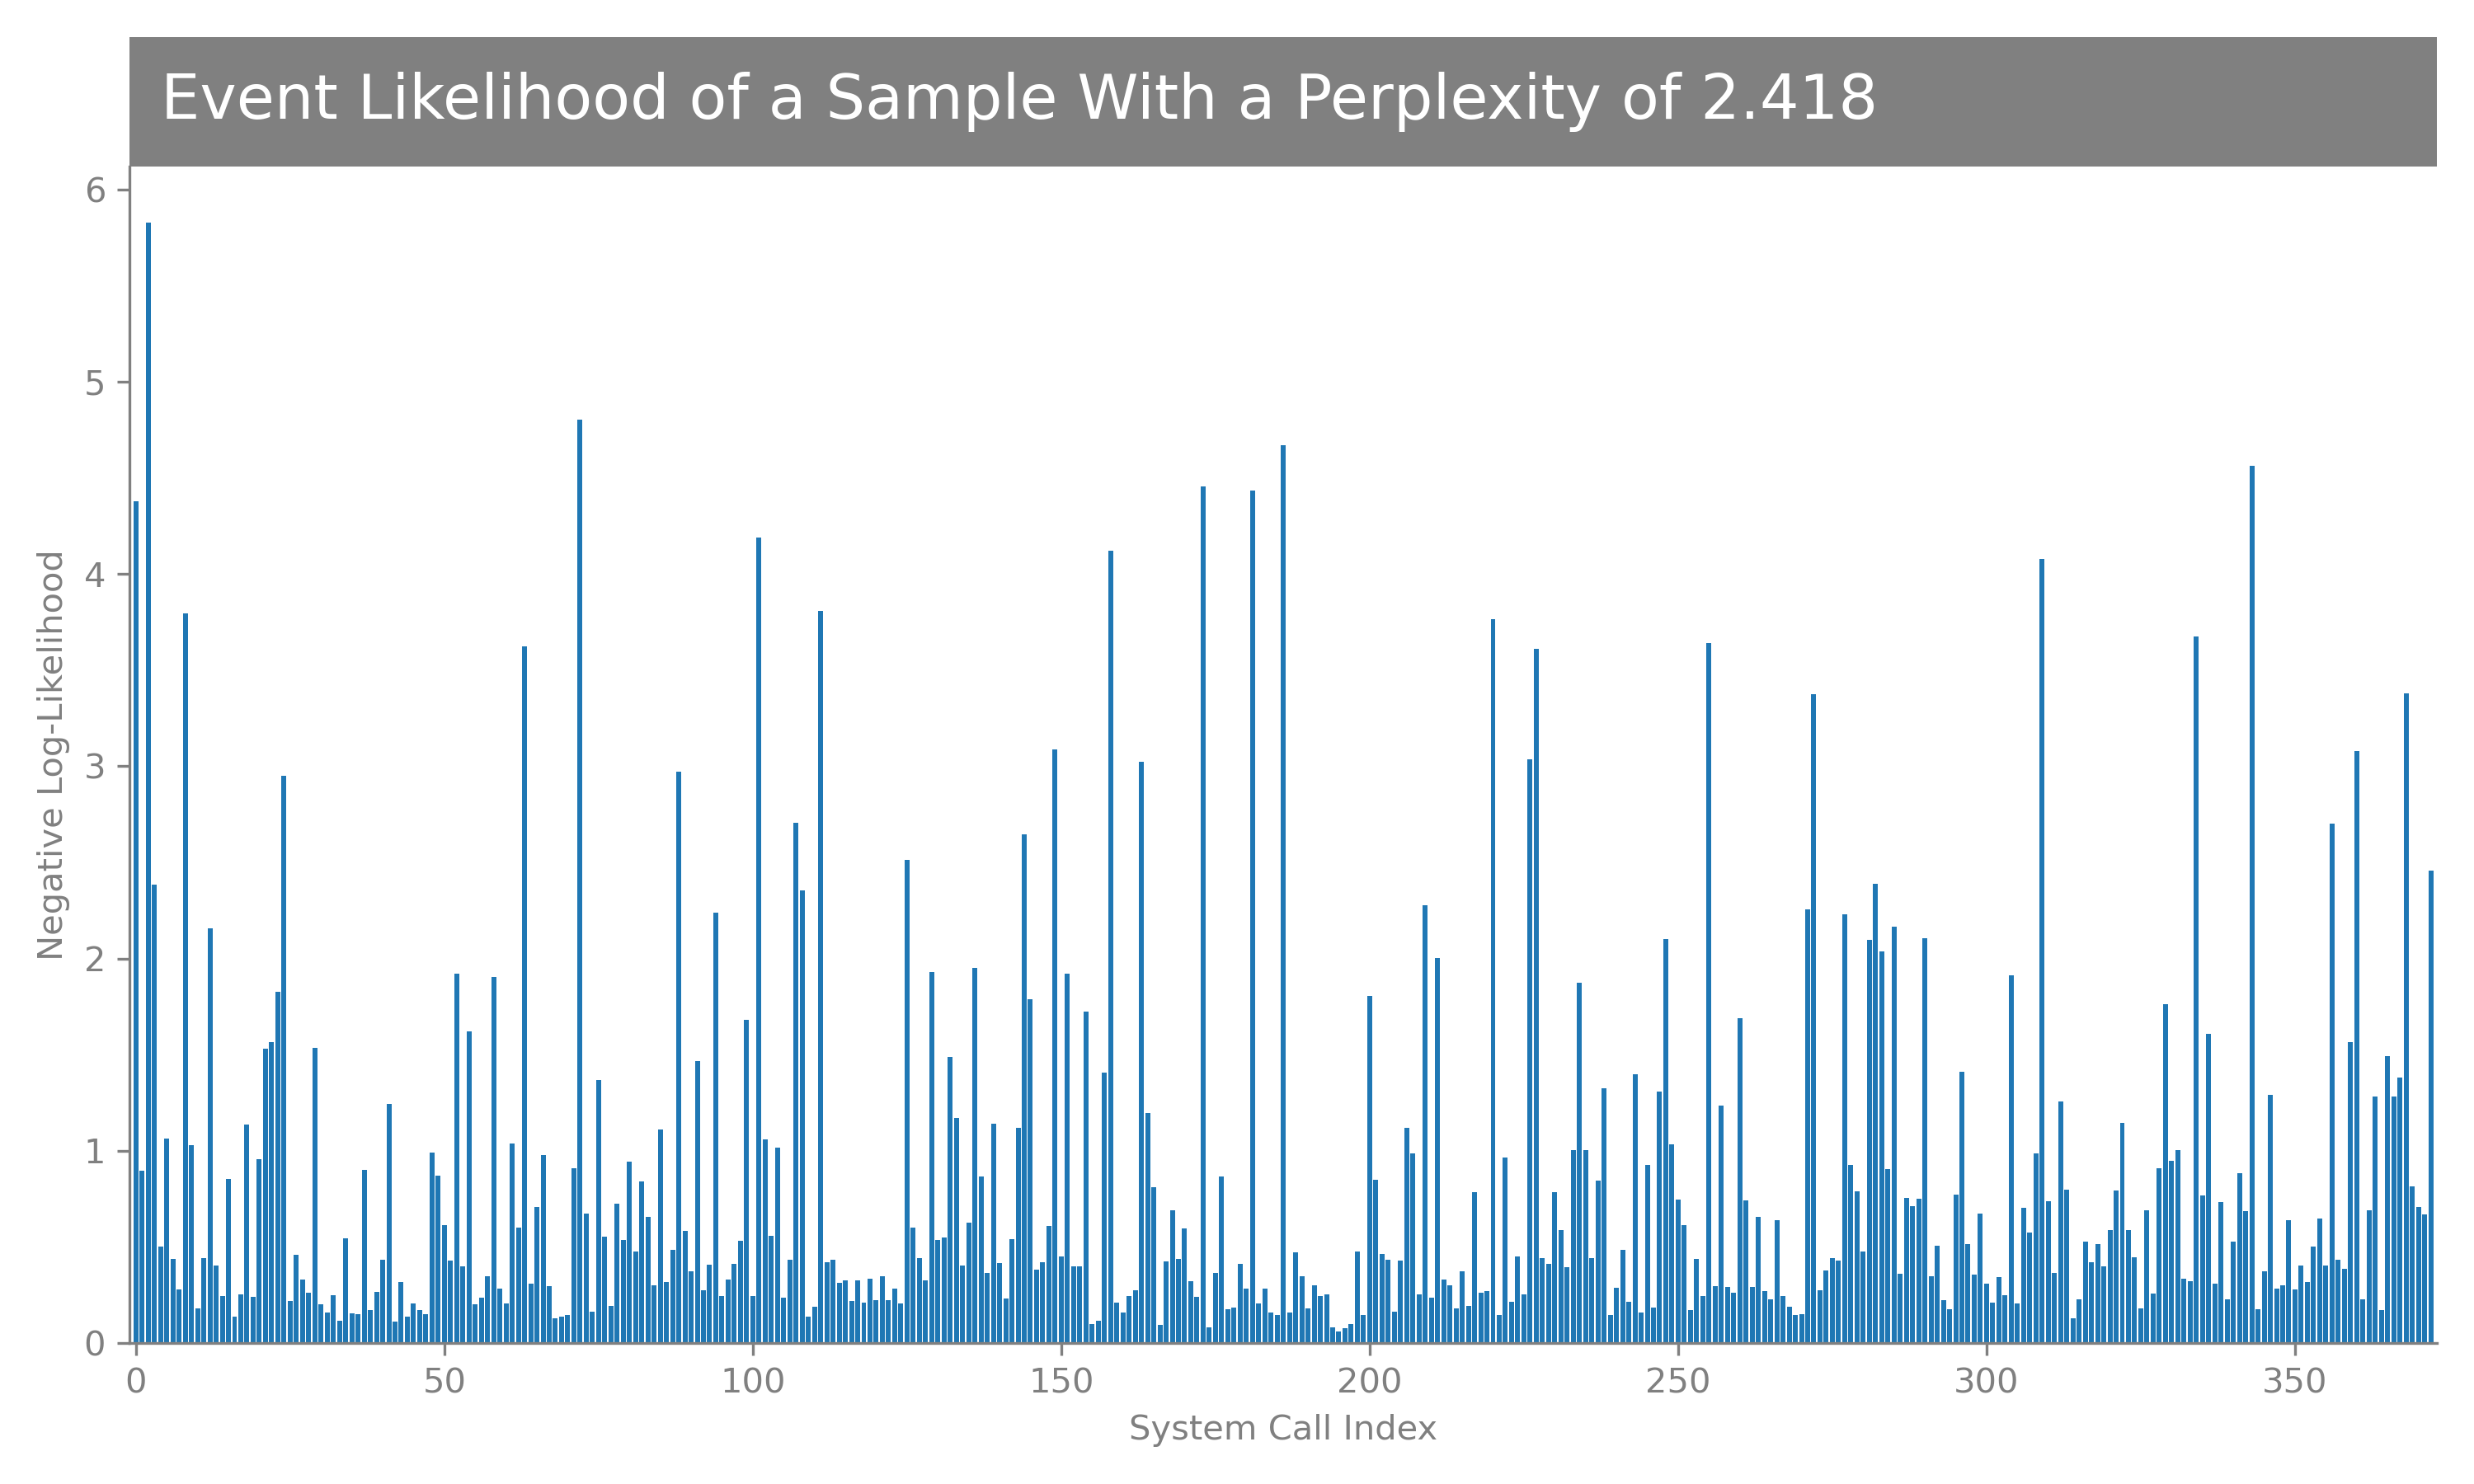 Event Likelihood of a Sample With a Perplexity of 2.418
6
5
4
3
2
1
0
Negative Log-Likelihood
0 50 100 150 200 250 300 350
System Call Index